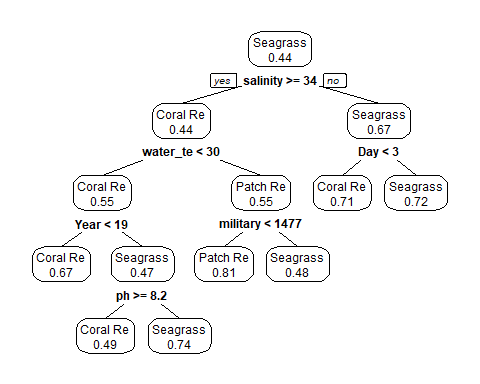 Seagrass
0.44
yes salinity >= 34 no
Coral Re
0.44
Seagrass
0.67
water_te < 30
Day < 3
Coral Re
0.55
Patch Re
0.55
Coral Re
0.71
Seagrass
0.72
Year < 19
military < 1477
Coral Re
0.67
Seagrass
0.47
Patch Re
0.81
Seagrass
0.48
ph >= 8.2
Coral Re
0.49
Seagrass
0.74